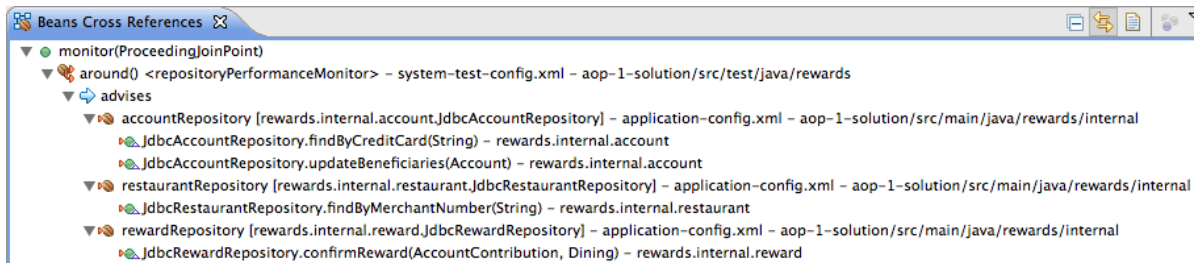 Beans Cross References
monitor(ProceedingJoinPoint)
around() <repositoryPerformanceMonitor> – system-test-config.xml – aop-1-solution/src/test/java/rewards
advises
accountRepository [rewards.internal.account.JdbcAccountRepository] – application-config.xml – aop-1-solution/src/main/java/rewards/internal
JdbcAccountRepository.findByCreditCard(String) – rewards.internal.account
JdbcAccountRepository.updateBeneficiaries(Account) – rewards.internal.account
restaurantRepository [rewards.internal.restaurant.JdbcRestaurantRepository] – application-config.xml – aop-1-solution/src/main/java/rewards/internal
JdbcRestaurantRepository.findByMerchantNumber(String) – rewards.internal.restaurant
rewardRepository [rewards.internal.reward.JdbcRewardRepository] – application-config.xml – aop-1-solution/src/main/java/rewards/internal
JdbcRewardRepository.confirmReward(AccountContribution, Dining) – rewards.internal.reward